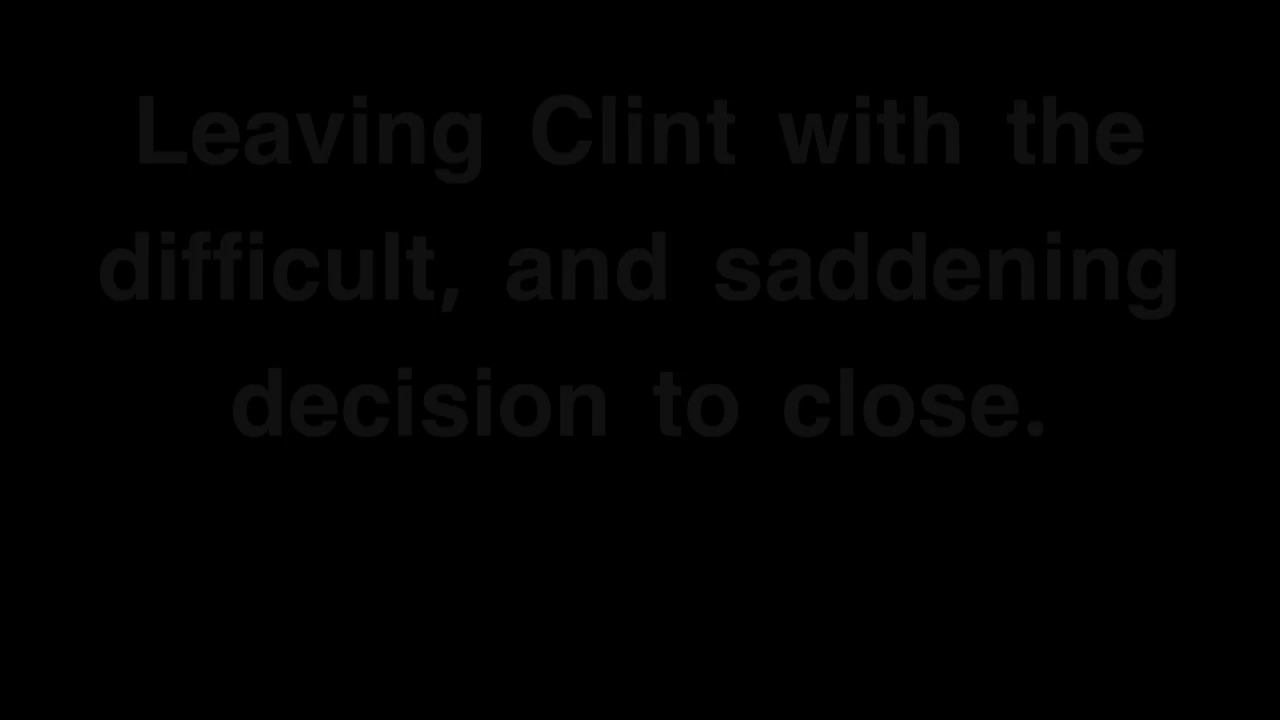 Leaving Clint with the
difficult, and saddening
decision to close.